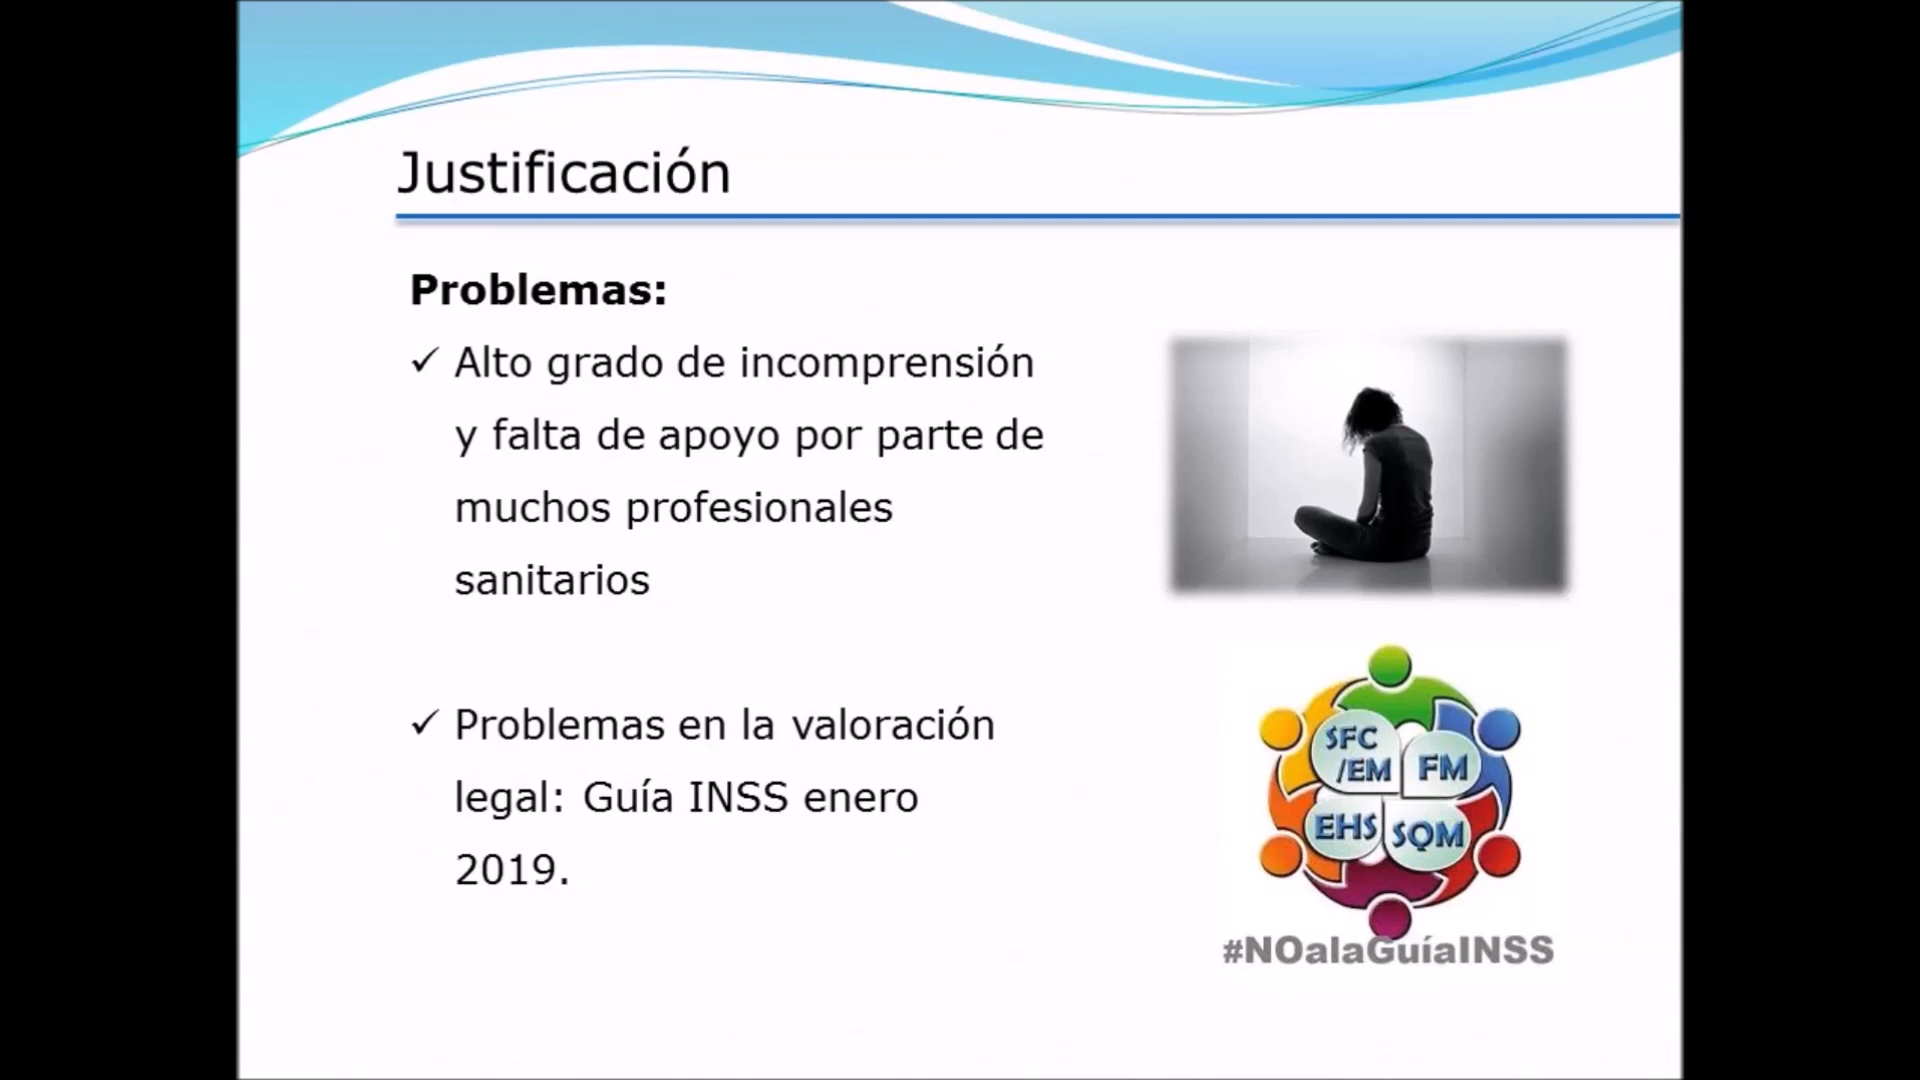 Justificación
Problemas:
✓ Alto grado de incomprensión
y falta de apoyo por parte de
muchos profesionales
sanitarios
✓ Problemas en la valoración
legal: Guía INSS enero
2019.
SFC
/EM
FM
EHS
SQM
#NOalaGuíaINSS